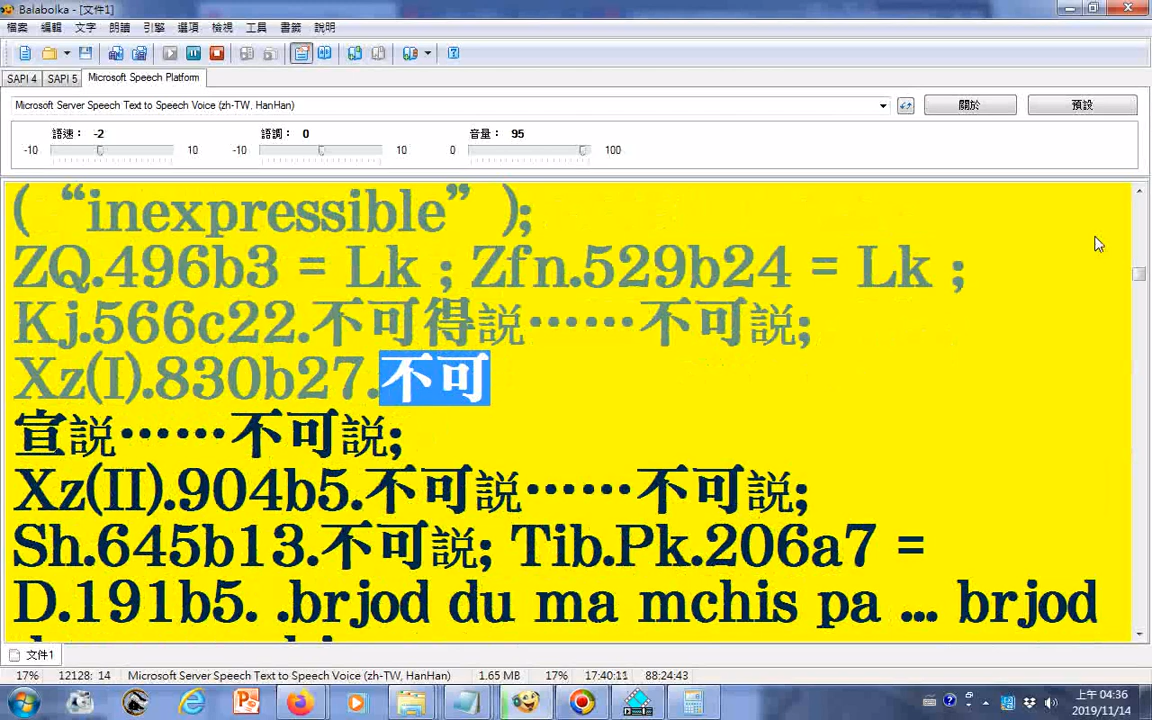 Balabolka - [文件1]
檔案 編輯 文字 朗讀 引擎 選項 檢視 工具 書籤 說明
SAPI 4 SAPI 5 Microsoft Speech Platform
Microsoft Server Speech Text to Speech Voice (zh-TW, HanHan) 關於 預設
語速： -2 語調： 0 音量： 95
-10 10 -10 10 0 100
( “inexpressible” );
ZQ.496b3 = Lk ; Zfn.529b24 = Lk ;
Kj.566c22.不可得説⋯⋯不可説;
Xz(I).830b27.不可
宣説⋯⋯不可説;
Xz(II).904b5.不可説⋯⋯不可説;
Sh.645b13.不可説; Tib.Pk.206a7 =
D.191b5. .brjod du ma mchis pa ... brjod
文件1
17% 12128: 14 Microsoft Server Speech Text to Speech Voice (zh-TW, HanHan) 1.65 MB 17% 17:40:11 88:24:43
上午 04:36
2019/11/14